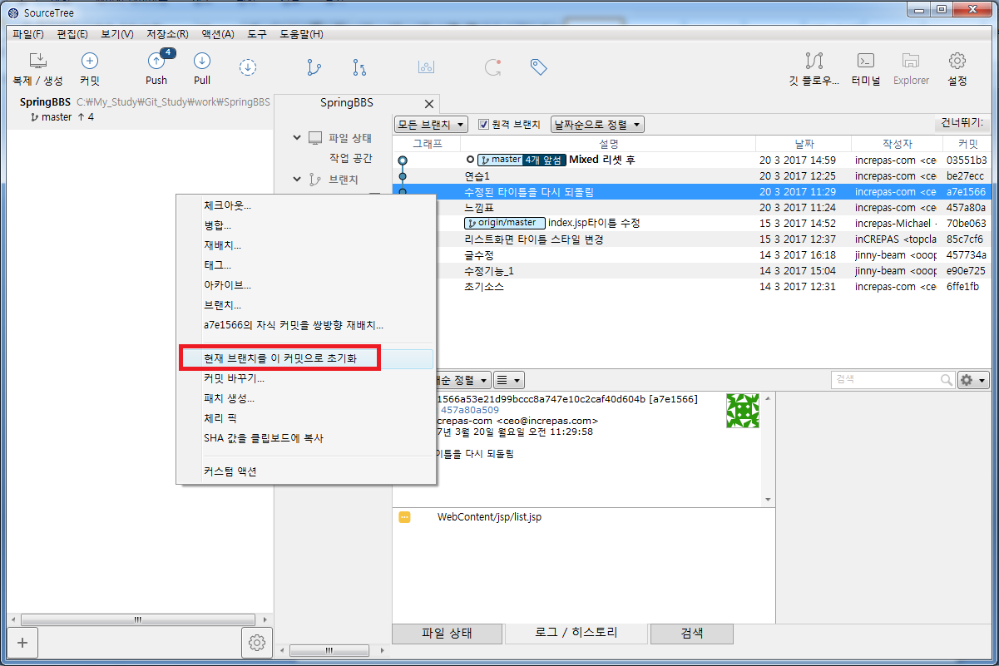 SourceTree
파일(F) 편집(E) 보기(V) 저장소(R) 액션(A) 도구 도움말(H)
4
복제 / 생성 커밋 Push Pull 깃 플로우... 터미널 Explorer 설정
SpringBBS C:\My_Study\Git_Study\work\SpringBBS
master ↑ 4
SpringBBS
모든 브랜치 원격 브랜치 날짜순으로 정렬 건너뛰기:
파일 상태
작업 공간
브랜치
그래프 설명 날짜 작성자 커밋
master 4개 앞섬 Mixed 리셋 후 20 3 2017 14:59 increpas-com <ce 03551b3
연습1 20 3 2017 12:25 increpas-com <ce be27ecc
수정된 타이틀을 다시 되돌림 20 3 2017 11:29 increpas-com <ce a7e1566
느낌표 20 3 2017 11:24 increpas-com <ce 457a80a
origin/master index.jsp타이틀 수정 15 3 2017 14:52 increpas-Michael 70be063
리스트화면 타이틀 스타일 변경 15 3 2017 12:37 inCREPAS <topcla 85c7cf6
글수정 14 3 2017 16:18 jinny-beam <ooop 457734a
수정기능_1 14 3 2017 15:04 jinny-beam <ooop e90e725
초기소스 14 3 2017 12:31 increpas-com <ce 6ffe1fb
체크아웃...
병합...
재배치...
태그...
아카이브...
브랜치...
a7e1566의 자식 커밋을 쌍방향 재배치...
현재 브랜치를 이 커밋으로 초기화
커밋 바꾸기...
패치 생성...
체리 픽
SHA 값을 클립보드에 복사
커스텀 액션
순 정렬 검색
1566a53e21d99bccc8a747e10c2caf40d604b [a7e1566]
457a80a509
crepas-com <ceo@increpas.com>
7년 3월 20일 월요일 오전 11:29:58
이틀을 다시 되돌림
WebContent/jsp/list.jsp
파일 상태 로그 / 히스토리 검색